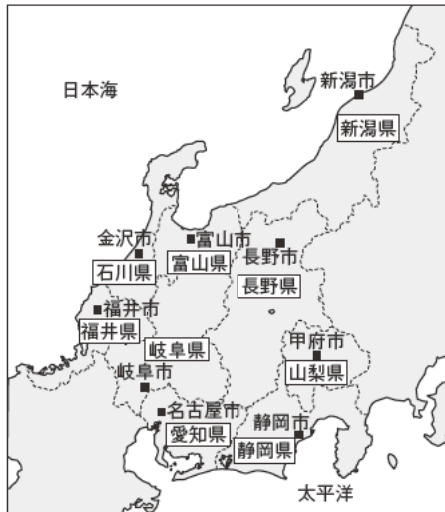 日本海
新潟市
新潟県
金沢市
富山市
石川県
富山県
長野市
長野県
福井市
福井県
岐阜県
岐阜市
甲府市
山梨県
名古屋市
愛知県
静岡市
静岡県
太平洋